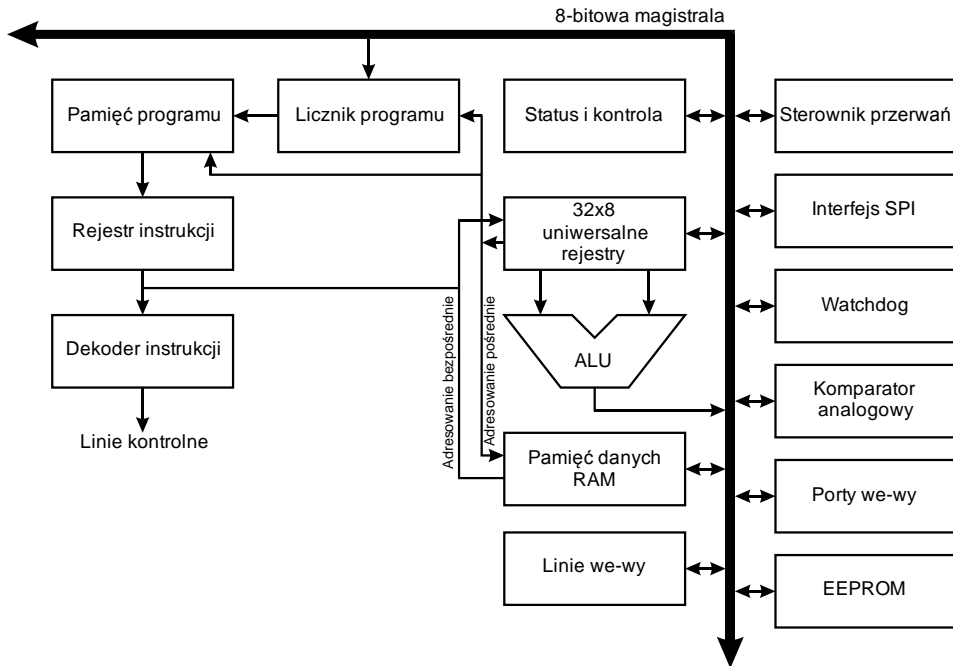 8-bitowa magistrala
Pamięć programu
Licznik programu
Status i kontrola
Sterownik przerwań
Rejestr instrukcji
32x8
uniwersalne
rejestry
Interfejs SPI
Dekoder instrukcji
Adresowanie bezpośrednie
Adresowanie pośrednie
ALU
Watchdog
Linie kontrolne
Komparator
analogowy
Pamięć danych
RAM
Porty we-wy
Linie we-wy
EEPROM